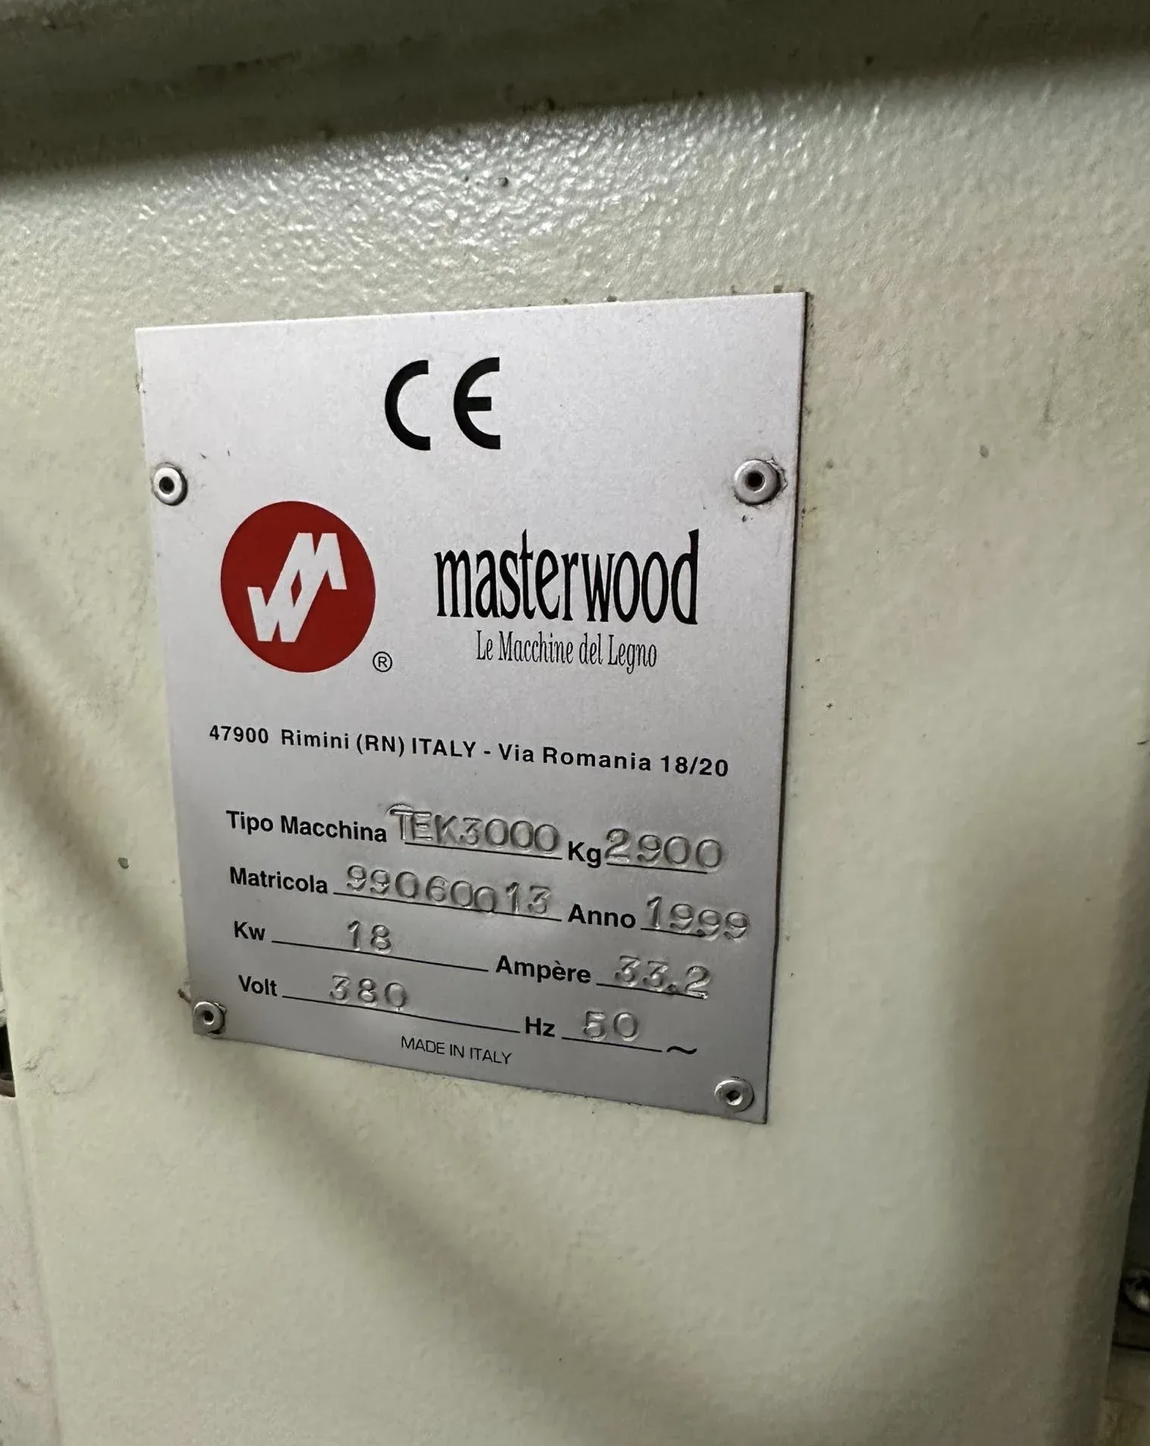 CE
masterwood
Le Macchine del Legno
®
47900 Rimini (RN) ITALY - Via Romania 18/20
Tipo Macchina TEK3000 Kg 2900
Matricola 99060013 Anno 1999
Kw 18 Ampère 33.2
Volt 380 Hz 50 ~
MADE IN ITALY